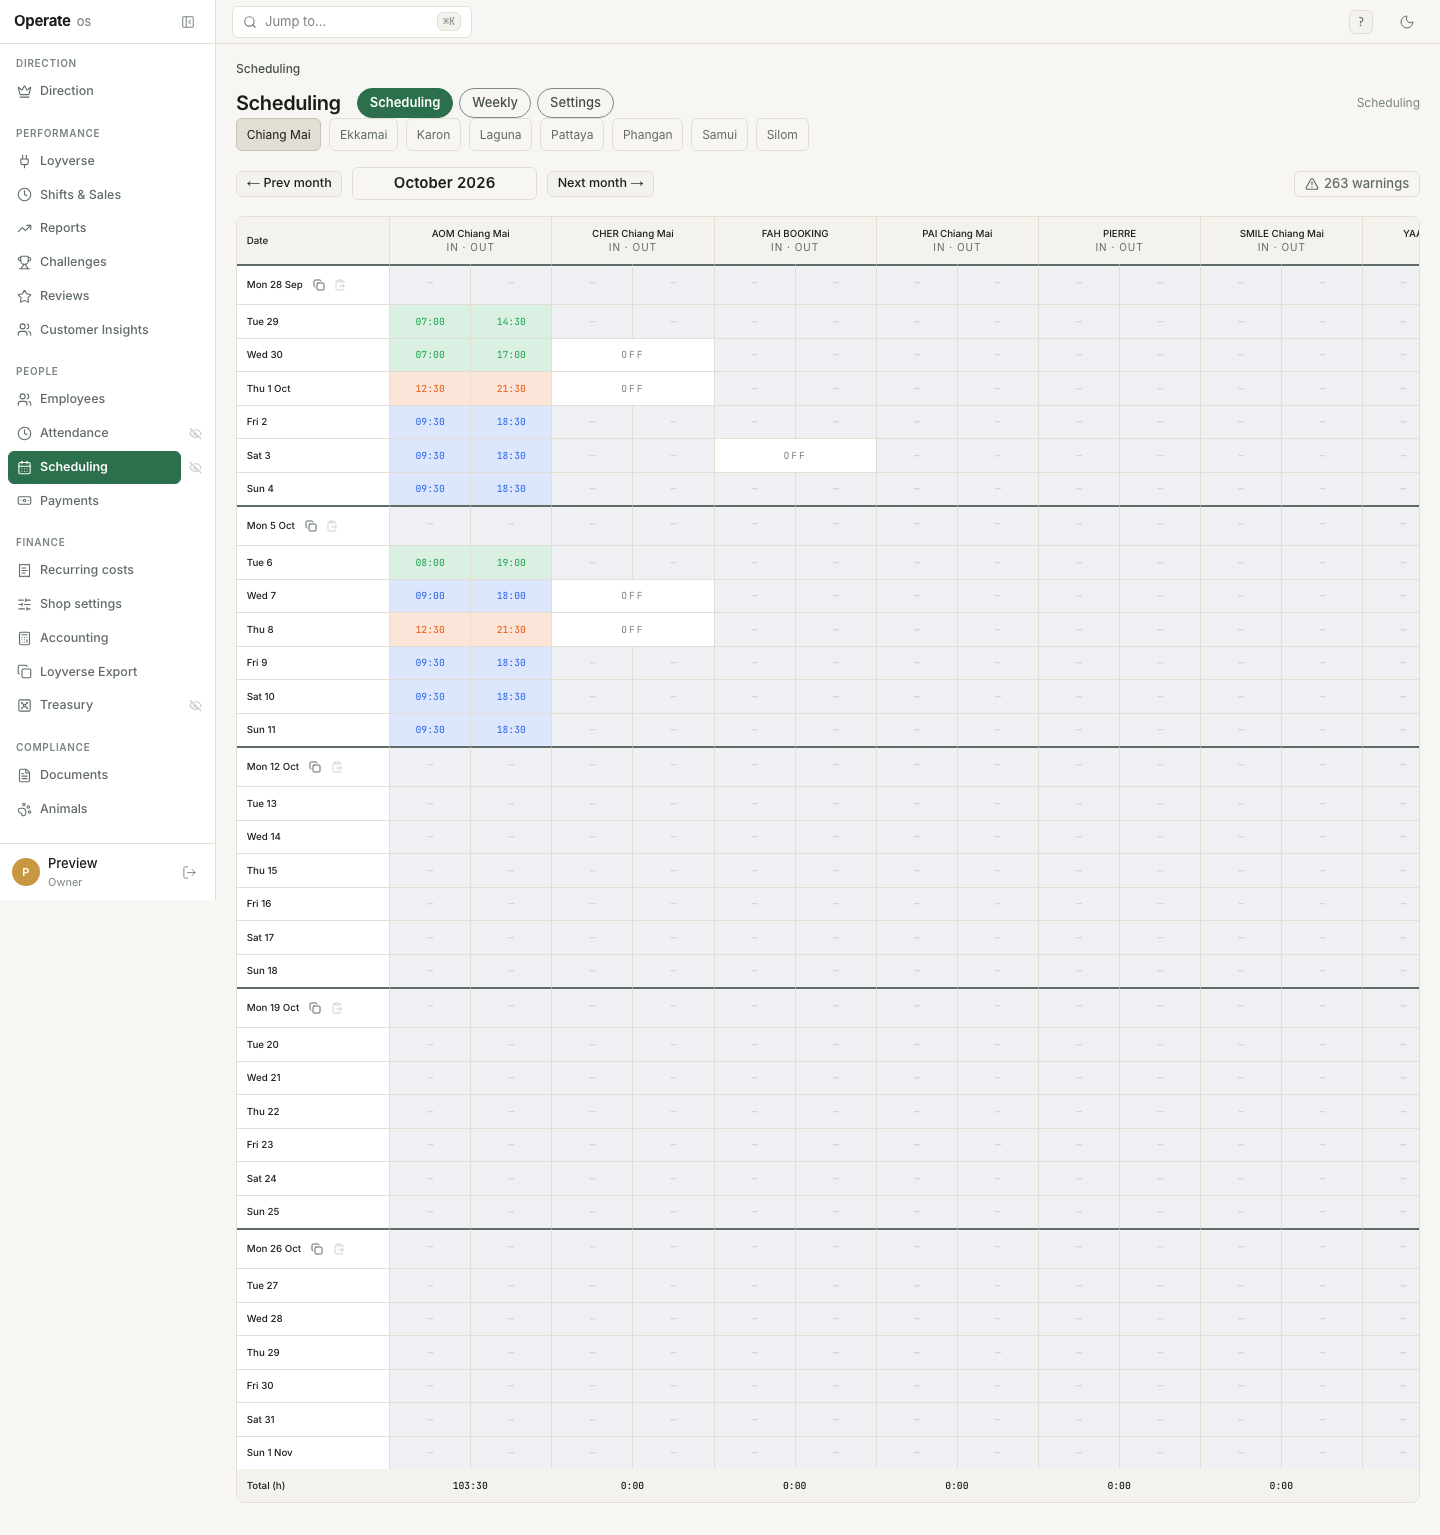 Operate OS
Jump to...
⌘K
?
DIRECTION
Direction
PERFORMANCE
Loyverse
Shifts & Sales
Reports
Challenges
Reviews
Customer Insights
PEOPLE
Employees
Attendance
Scheduling
Payments
FINANCE
Recurring costs
Shop settings
Accounting
Loyverse Export
Treasury
COMPLIANCE
Documents
Animals
P
Preview
Owner
Scheduling
Scheduling Scheduling Weekly Settings Scheduling
Chiang Mai Ekkamai Karon Laguna Pattaya Phangan Samui Silom
← Prev month October 2026 Next month → 263 warnings
Date AOM Chiang Mai CHER Chiang Mai FAH BOOKING PAI Chiang Mai PIERRE SMILE Chiang Mai
IN · OUT IN · OUT IN · OUT IN · OUT IN · OUT IN · OUT
Mon 28 Sep — — — — — — — — — — — — —
Tue 29 07:00 14:30 — — — — — — — — — — —
Wed 30 07:00 17:00 OFF — — — — — — — — —
Thu 1 Oct 12:30 21:30 OFF — — — — — — — — —
Fri 2 09:30 18:30 — — — — — — — — — — —
Sat 3 09:30 18:30 — — OFF — — — — — — —
Sun 4 09:30 18:30 — — — — — — — — — — —
Mon 5 Oct — — — — — — — — — — — — —
Tue 6 08:00 19:00 — — — — — — — — — — —
Wed 7 09:00 18:00 OFF — — — — — — — — —
Thu 8 12:30 21:30 OFF — — — — — — — — —
Fri 9 09:30 18:30 — — — — — — — — — — —
Sat 10 09:30 18:30 — — — — — — — — — — —
Sun 11 09:30 18:30 — — — — — — — — — — —
Mon 12 Oct — — — — — — — — — — — — —
Tue 13 — — — — — — — — — — — — —
Wed 14 — — — — — — — — — — — — —
Thu 15 — — — — — — — — — — — — —
Fri 16 — — — — — — — — — — — — —
Sat 17 — — — — — — — — — — — — —
Sun 18 — — — — — — — — — — — — —
Mon 19 Oct — — — — — — — — — — — — —
Tue 20 — — — — — — — — — — — — —
Wed 21 — — — — — — — — — — — — —
Thu 22 — — — — — — — — — — — — —
Fri 23 — — — — — — — — — — — — —
Sat 24 — — — — — — — — — — — — —
Sun 25 — — — — — — — — — — — — —
Mon 26 Oct — — — — — — — — — — — — —
Tue 27 — — — — — — — — — — — — —
Wed 28 — — — — — — — — — — — — —
Thu 29 — — — — — — — — — — — — —
Fri 30 — — — — — — — — — — — — —
Sat 31 — — — — — — — — — — — — —
Sun 1 Nov — — — — — — — — — — — — —
Total (h) 103:30 0:00 0:00 0:00 0:00 0:00